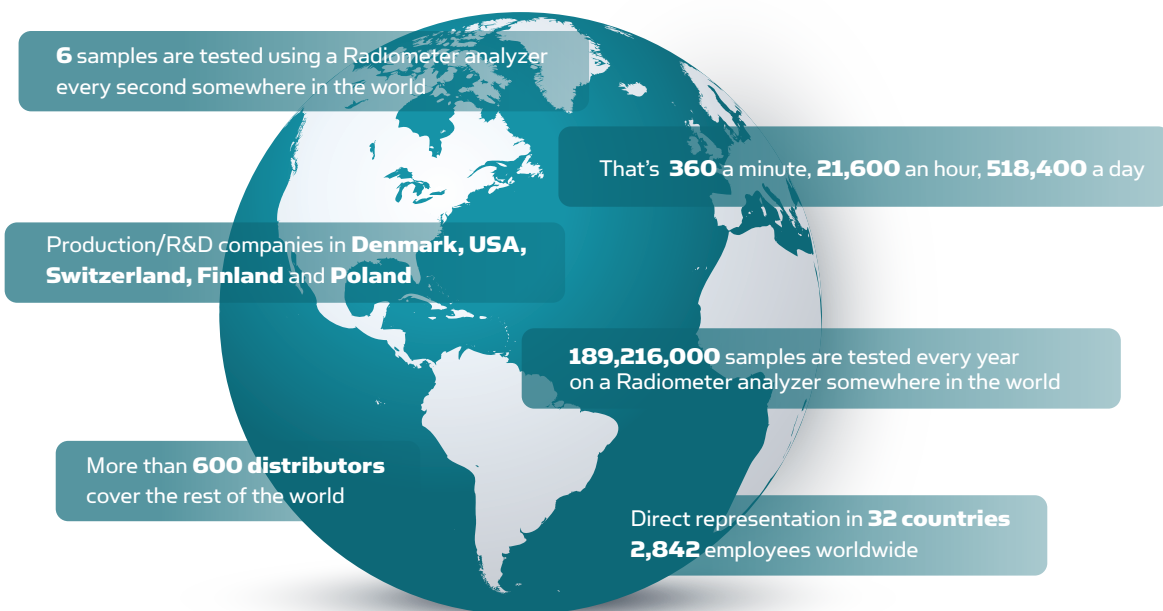 6 samples are tested using a Radiometer analyzer
every second somewhere in the world
That's 360 a minute, 21,600 an hour, 518,400 a day
Production/R&D companies in Denmark, USA,
Switzerland, Finland and Poland
189,216,000 samples are tested every year
on a Radiometer analyzer somewhere in the world
More than 600 distributors
cover the rest of the world
Direct representation in 32 countries
2,842 employees worldwide